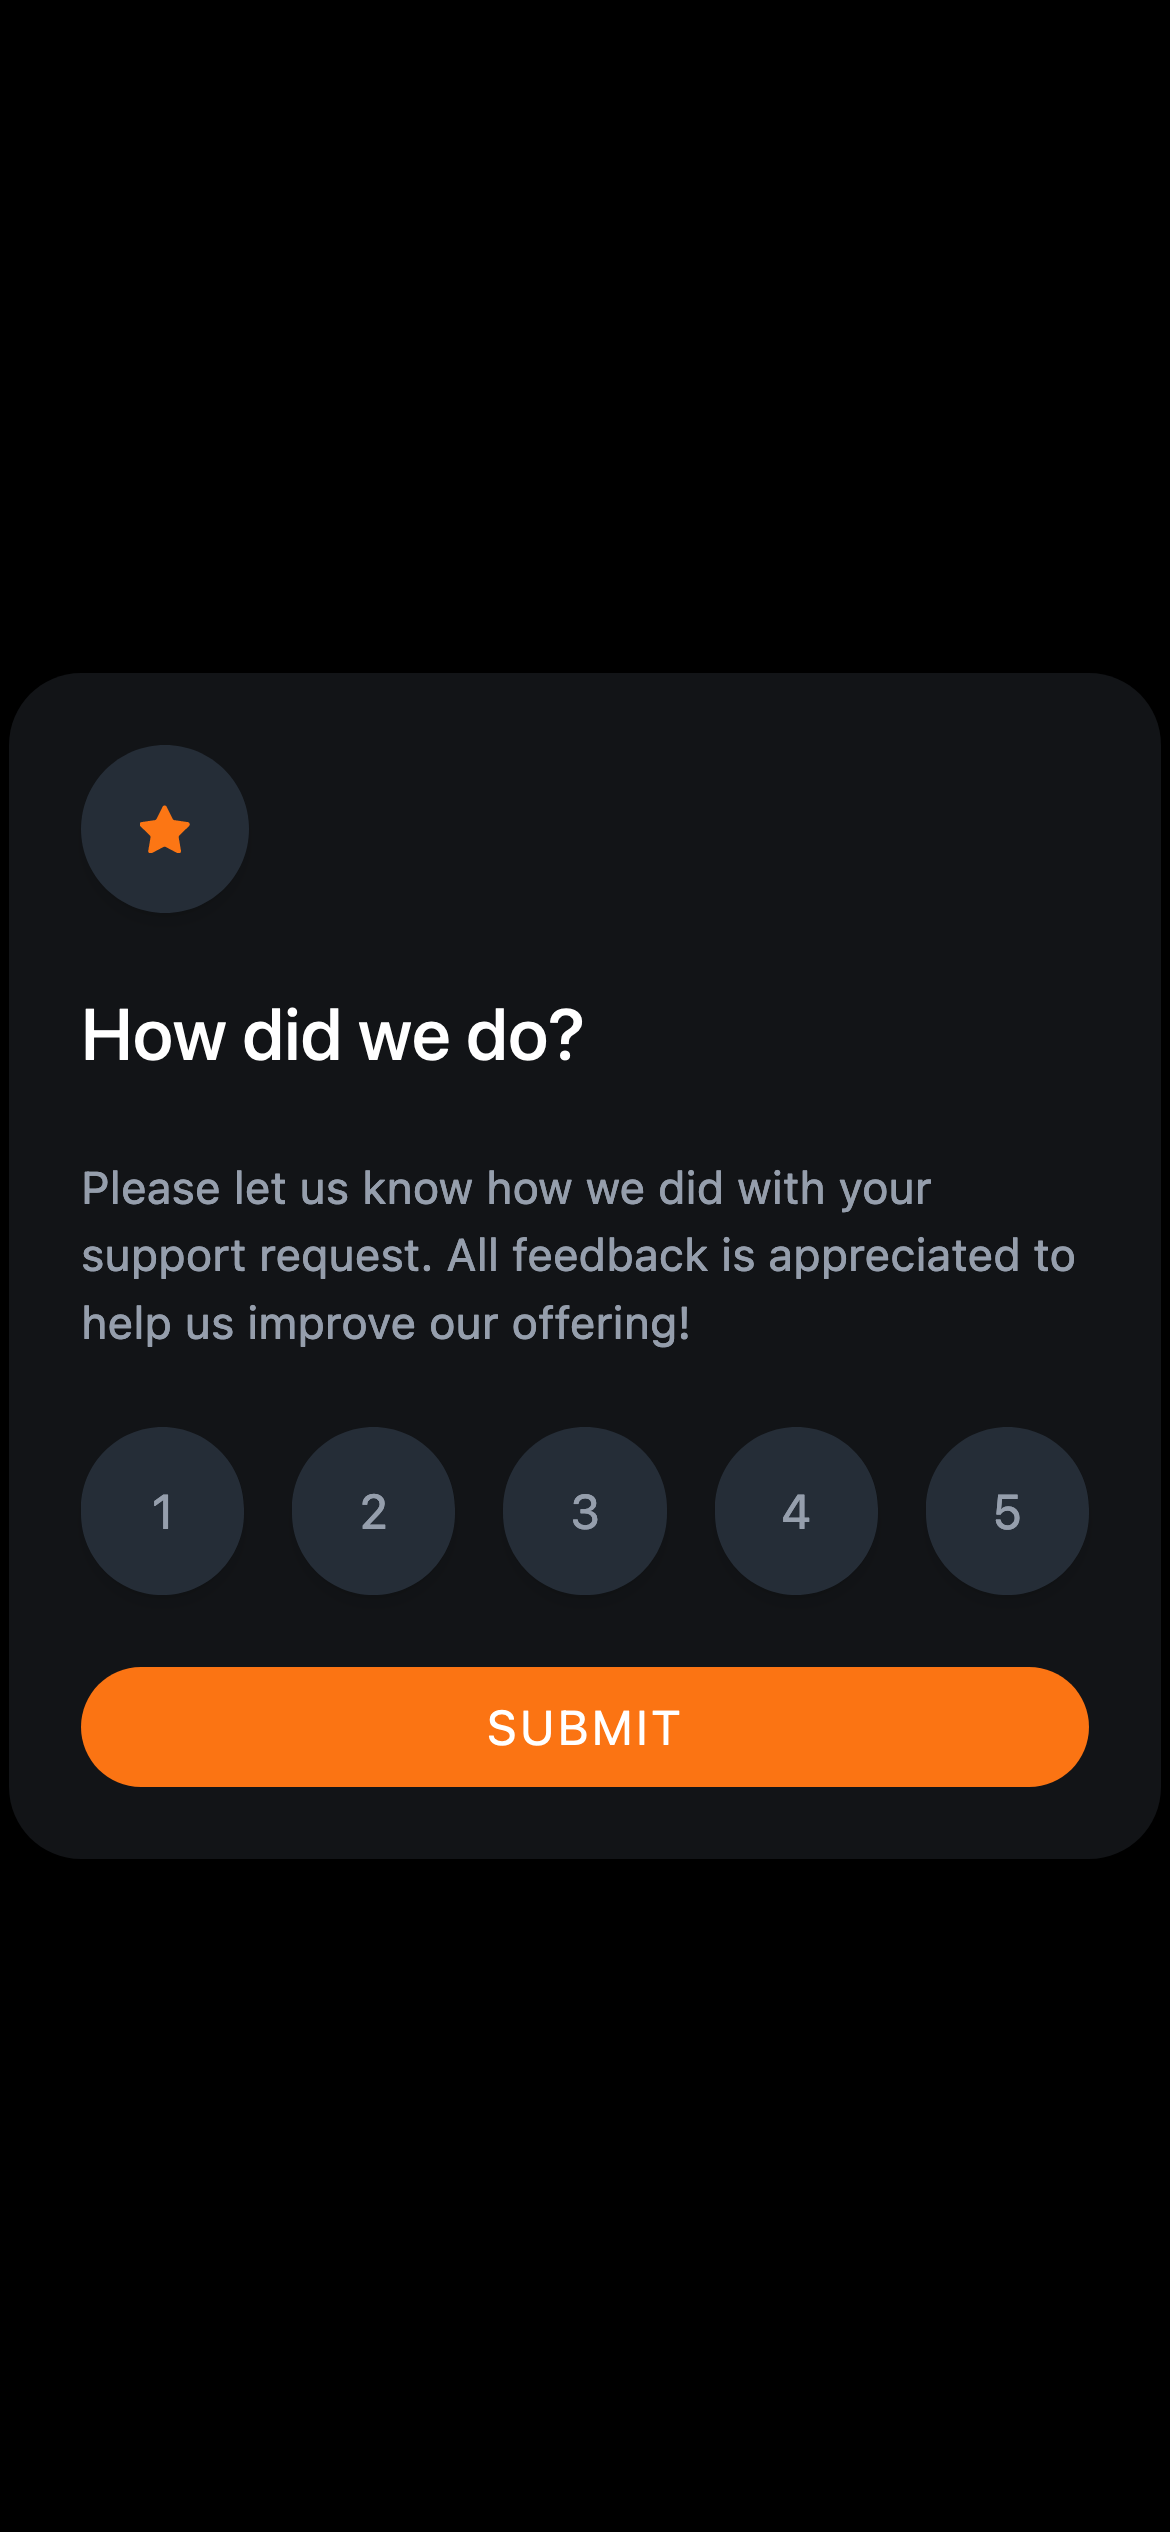 How did we do?
Please let us know how we did with your
support request. All feedback is appreciated to
help us improve our offering!
1 2 3 4 5
SUBMIT